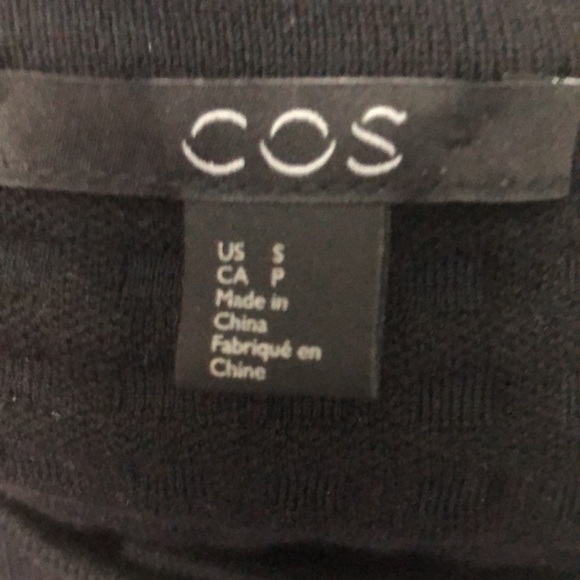 COS
US S
CA P
Made in
China
Fabriqué en
Chine